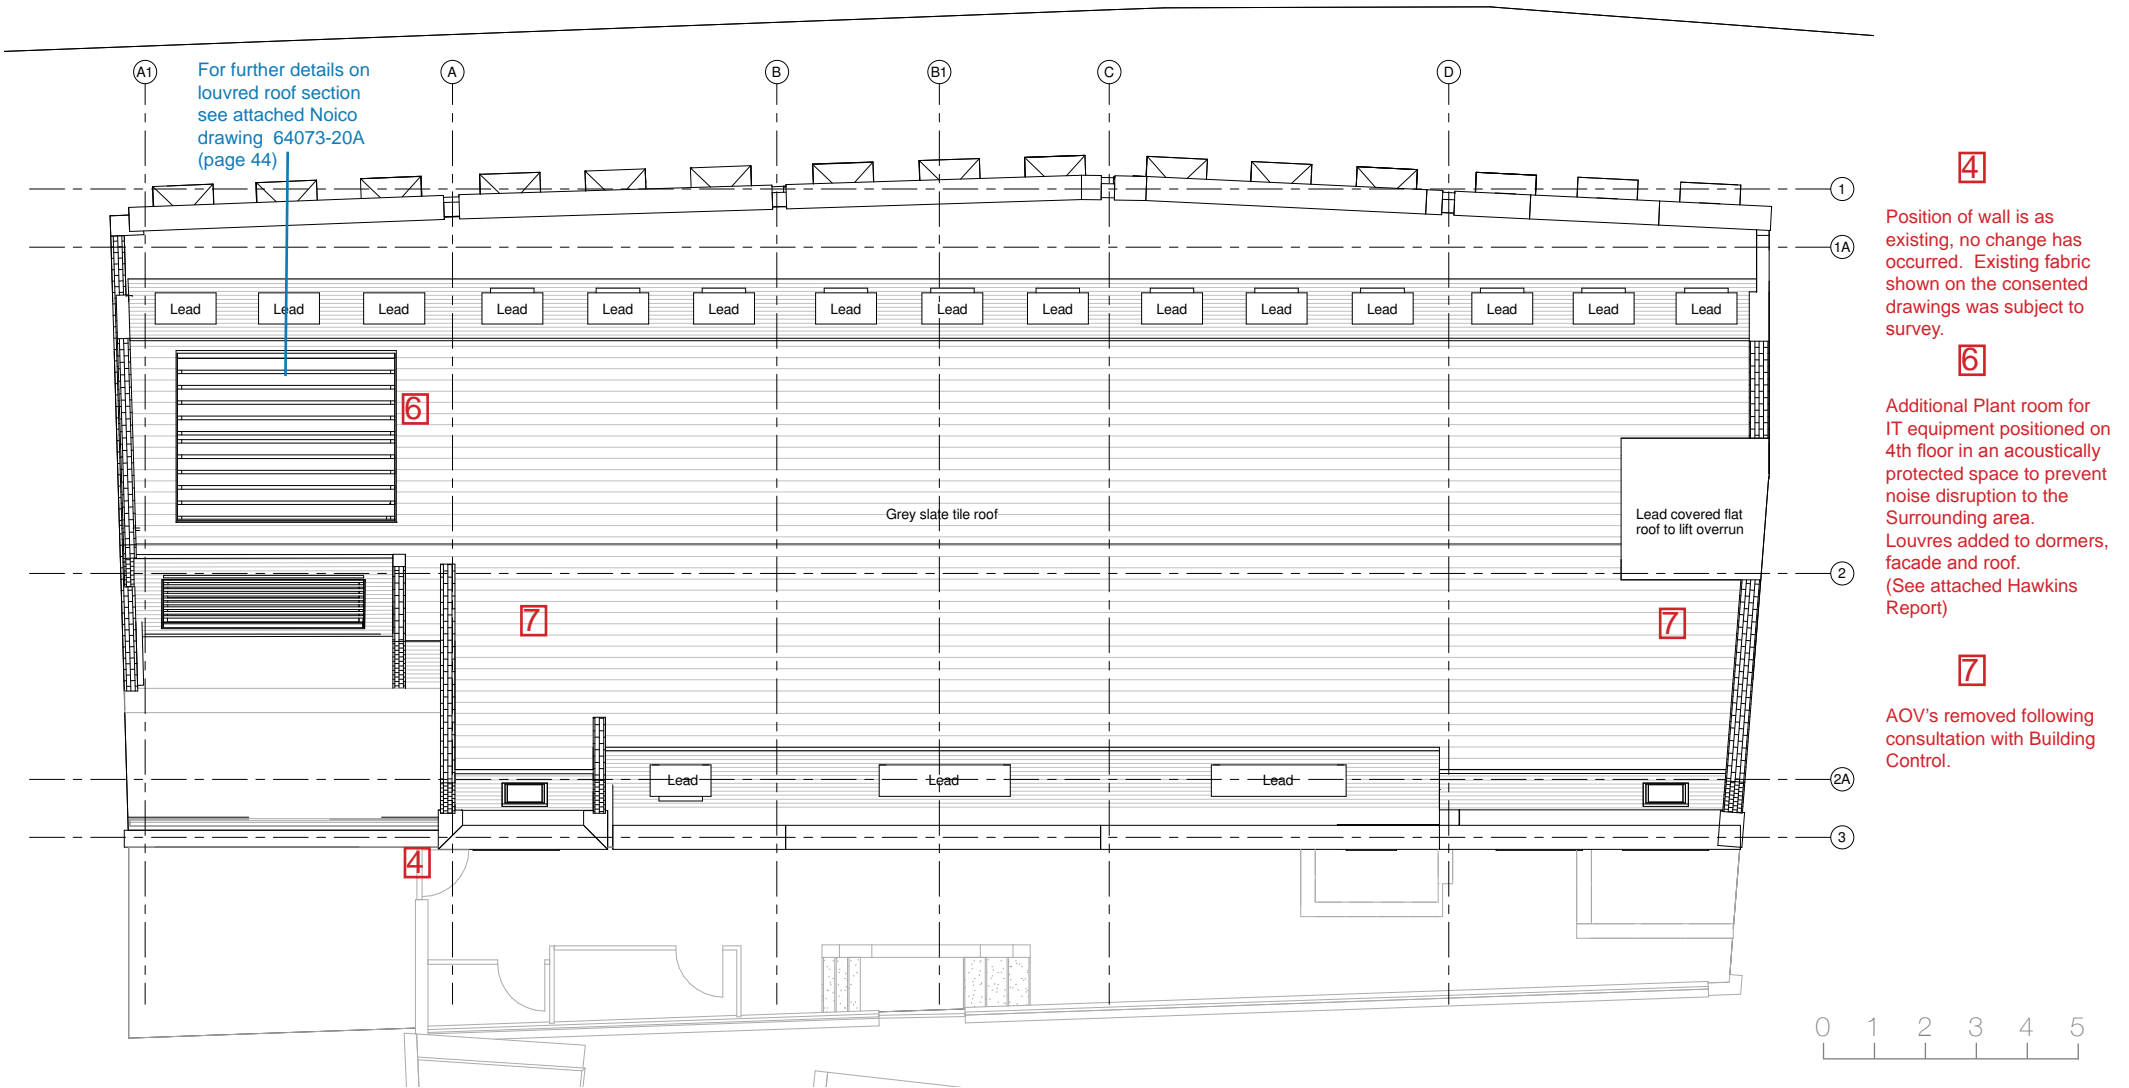 A1
A
B
B1
C
D
For further details on
louvred roof section
see attached Noico
drawing 64073-20A
(page 44)
1
1A
Lead Lead Lead Lead Lead Lead Lead Lead Lead Lead Lead Lead Lead Lead Lead
6
Grey slate tile roof
Lead covered flat
roof to lift overrun
2
7
7
Lead Lead Lead
2A
3
4
4
Position of wall is as
existing, no change has
occurred. Existing fabric
shown on the consented
drawings was subject to
survey.
6
Additional Plant room for
IT equipment positioned on
4th floor in an acoustically
protected space to prevent
noise disruption to the
Surrounding area.
Louvres added to dormers,
facade and roof.
(See attached Hawkins
Report)
7
AOV's removed following
consultation with Building
Control.
0 1 2 3 4 5